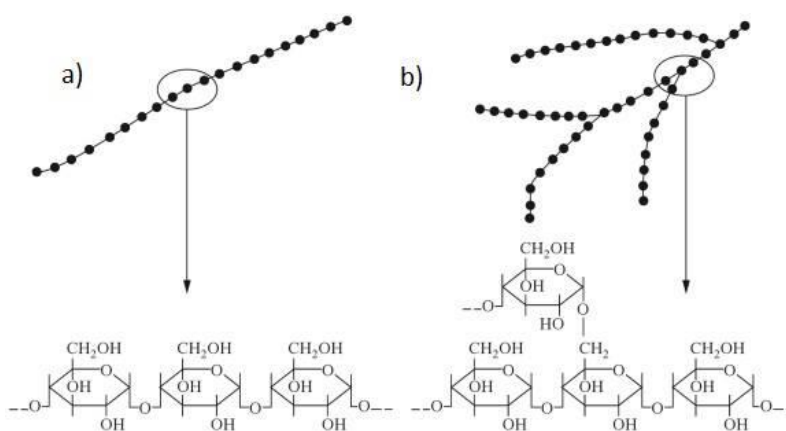 a)
b)
CH₂OH
O
OH
--O
HO
O
CH₂OH CH₂OH CH₂OH
O O O
OH OH OH
--O O O O--
OH OH OH
CH₂OH CH₂ CH₂OH
O O O
OH OH OH
--O O O O--
OH OH OH